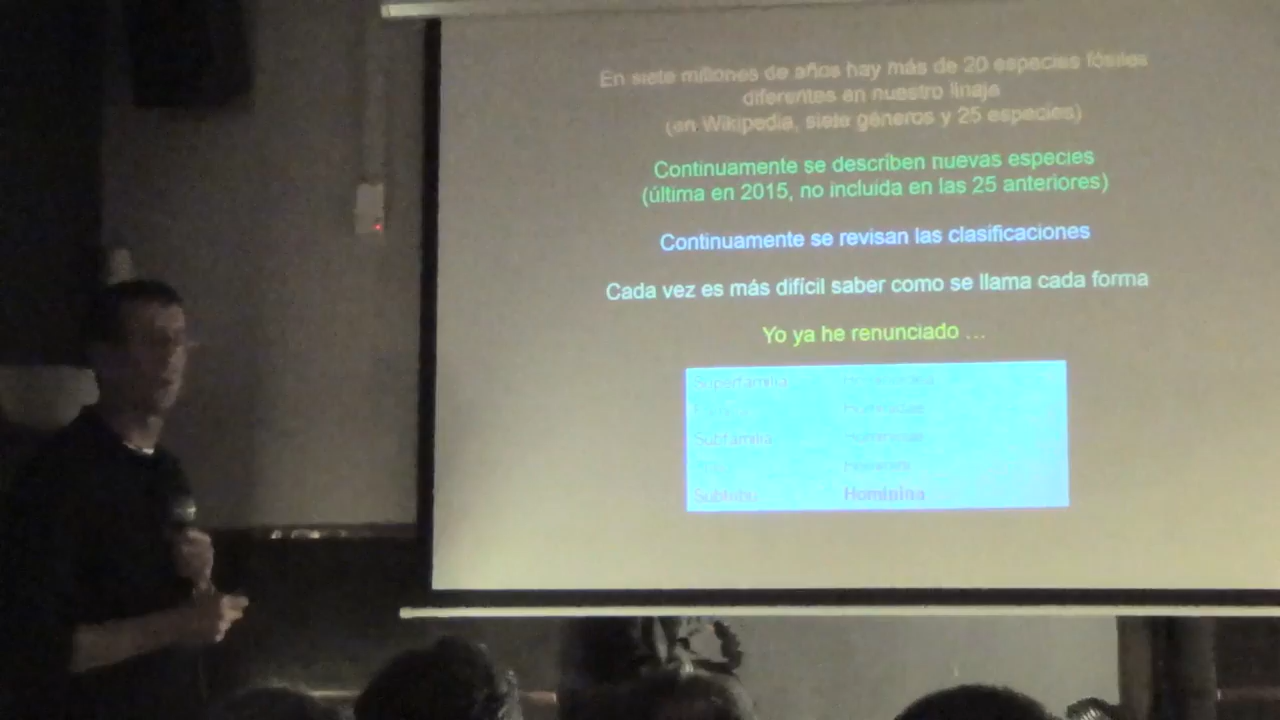 En siete millones de años hay más de 20 especies fósiles
diferentes en nuestro linaje
(en Wikipedia, siete géneros y 25 especies)
Continuamente se describen nuevas especies
(última en 2015, no incluida en las 25 anteriores)
Continuamente se revisan las clasificaciones
Cada vez es más difícil saber como se llama cada forma
Yo ya he renunciado ...
Superfamilia
Hominidae
Subfamilia Homininae
Hominini
Subtribu Hominina